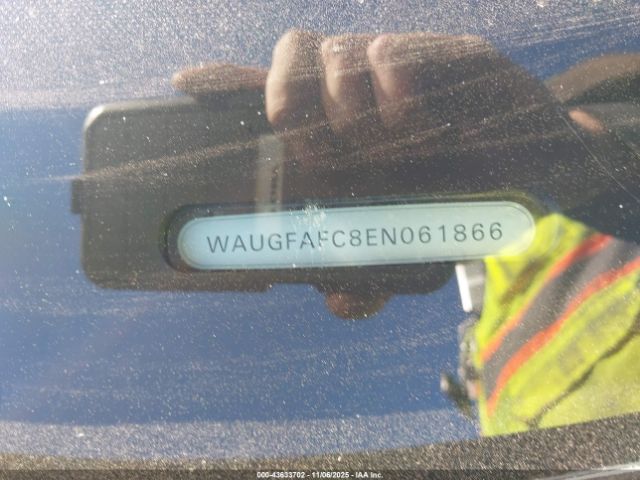 WAUGFAFC8EN061866
000-43633702 - 11/06/2025 - IAA Inc.